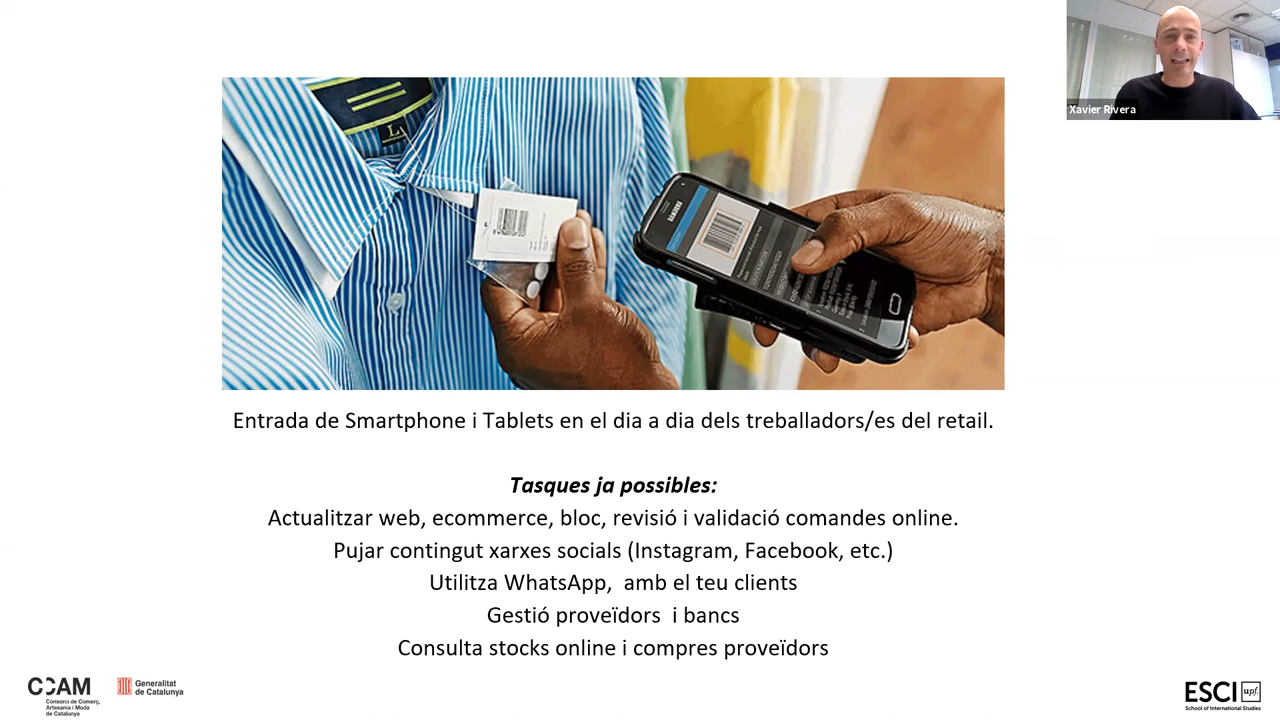 Xavier Rivera
L
SAMSUNG
Entrada de Smartphone i Tablets en el dia a dia dels treballadors/es del retail.
Tasques ja possibles:
Actualitzar web, ecommerce, bloc, revisió i validació comandes online.
Pujar contingut xarxes socials (Instagram, Facebook, etc.)
Utilitza WhatsApp,  amb el teu clients
Gestió proveïdors  i bancs
Consulta stocks online i compres proveïdors
CCAM
Consorci de Comerç,
Artesania i Moda
de Catalunya
Generalitat
de Catalunya
ESCI upf.
School of International Studies